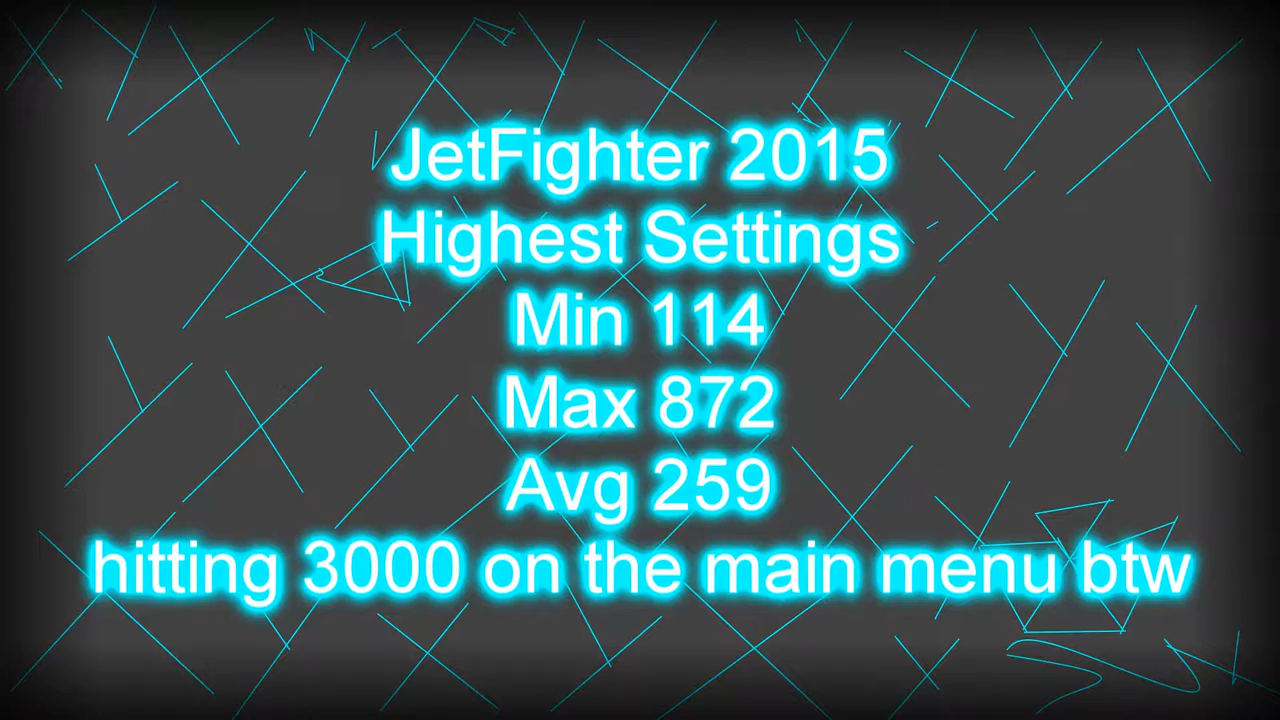 JetFighter 2015
Highest Settings
Min 114
Max 872
Avg 259
hitting 3000 on the main menu btw